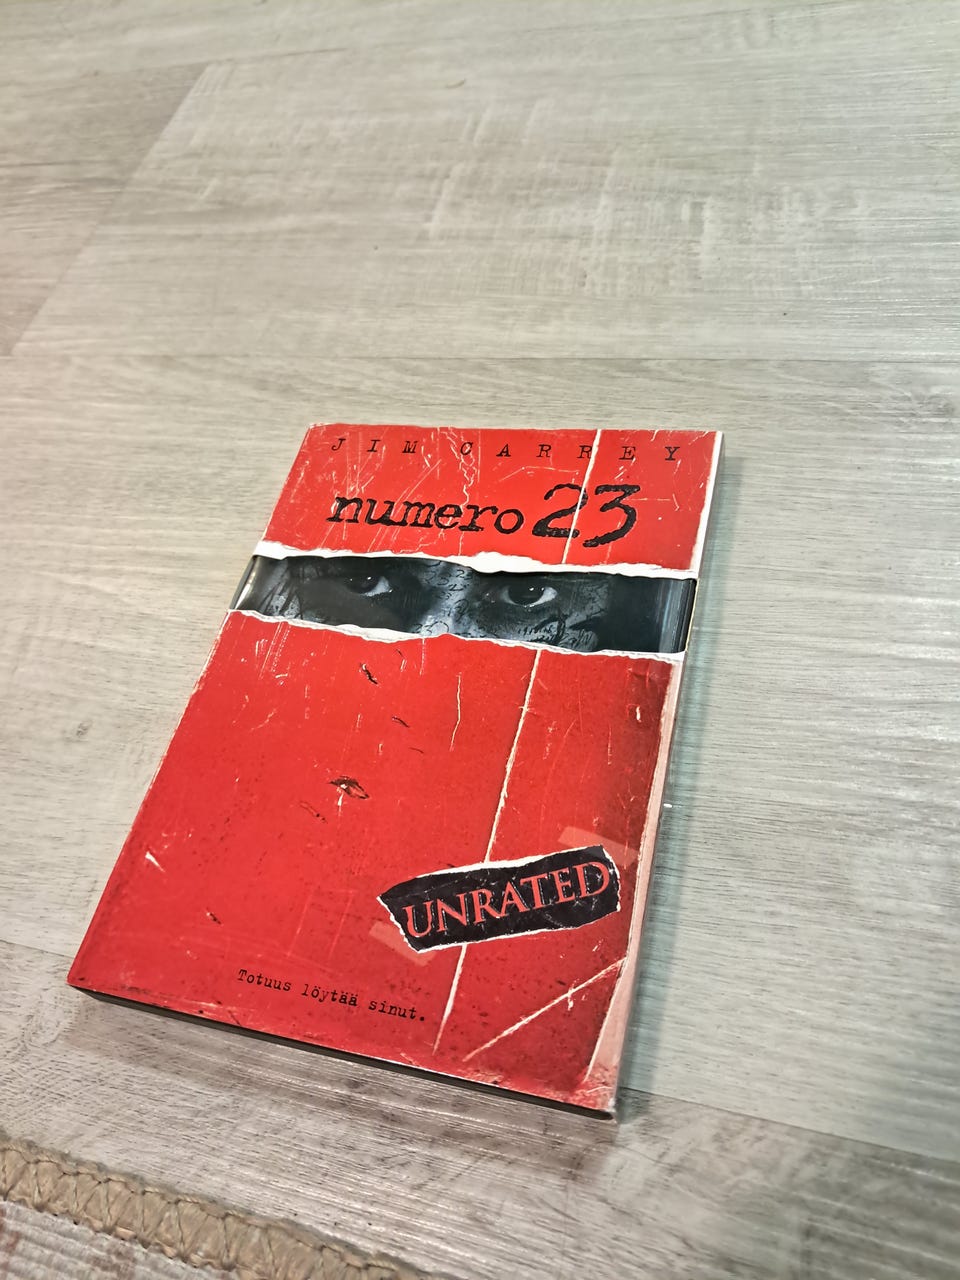 JIM CARREY
numero 23
UNRATED
Totuus löytää sinut.